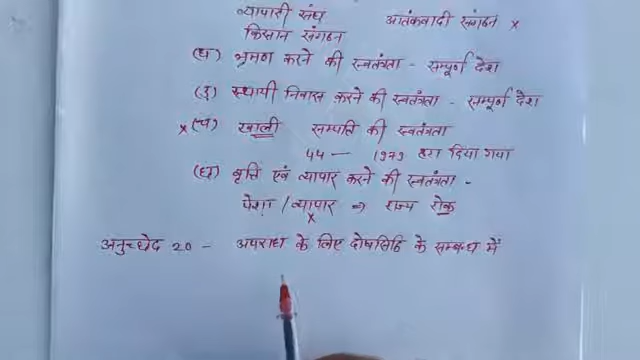 व्यापारी संघ आतंकवादी संगठन ×
किसान संगठन
(घ) भ्रमण करने की स्वतंत्रता - सम्पूर्ण देश
(ङ) स्थायी निवास करने की स्वतंत्रता - सम्पूर्ण देश
× (च) सम्पति की स्वतंत्रता
44 — 1979 हटा दिया गया
(छ) वृत्ति एवं व्यापार करने की स्वतंत्रता -
पेशा / व्यापार ⇒ राज्य रोक
×
अनुच्छेद 20 - अपराध के लिए दोषसिद्धि के सम्बन्ध में